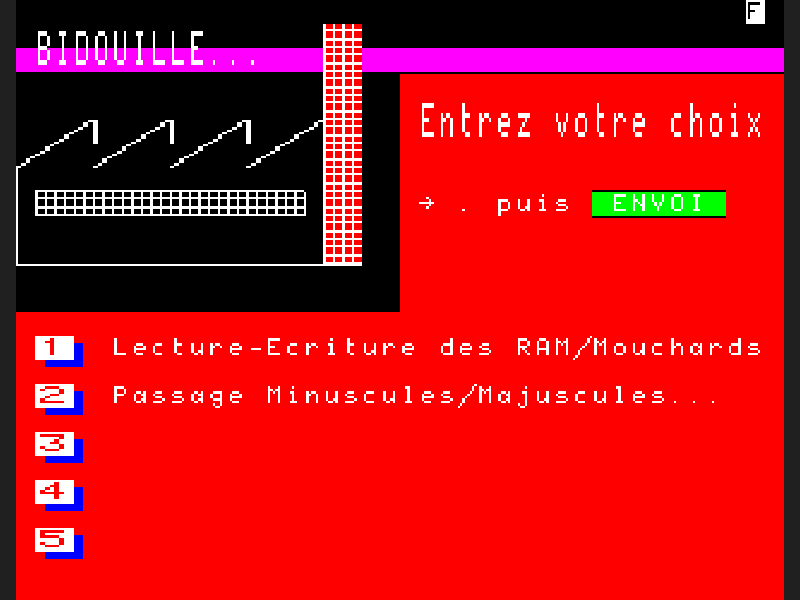 F
BIDOUILLE...
Entrez votre choix
→ . puis ENVOI
1 Lecture-Ecriture des RAM/Mouchards
2 Passage Minuscules/Majuscules...
3
4
5